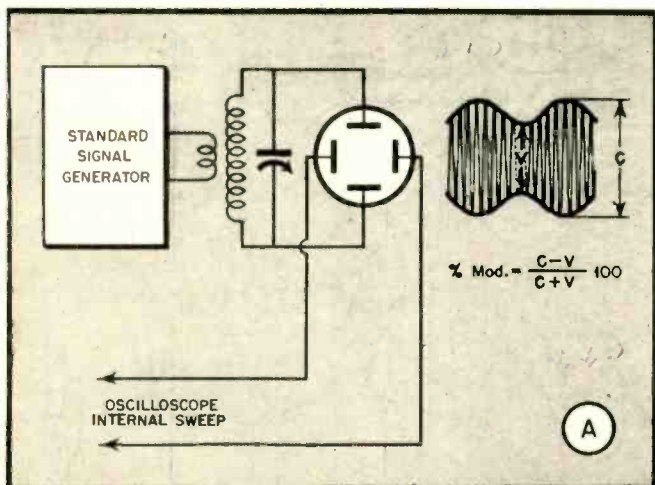 STANDARD
SIGNAL
GENERATOR
V
C
% Mod. = C-V / C+V 100
OSCILLOSCOPE
INTERNAL SWEEP
A